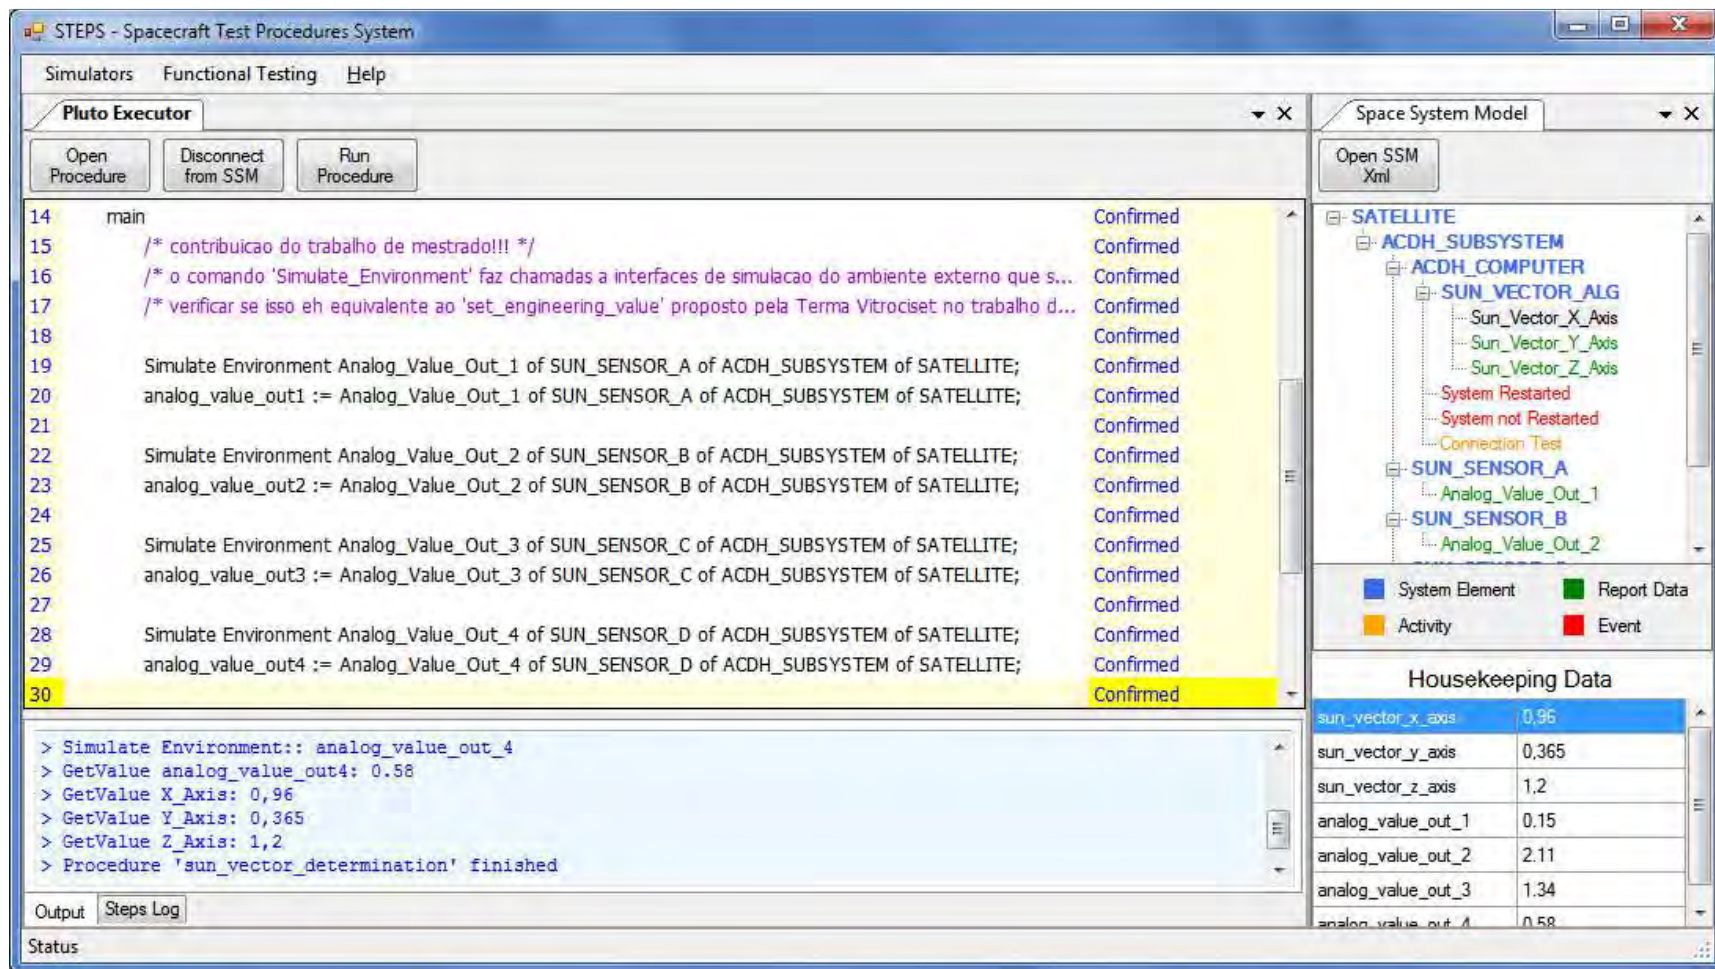 STEPS - Spacecraft Test Procedures System
Simulators Functional Testing Help
Pluto Executor
Open Procedure
Disconnect from SSM
Run Procedure
14 main Confirmed
15 /* contribuicao do trabalho de mestrado!!! */ Confirmed
16 /* o comando 'Simulate_Environment' faz chamadas a interfaces de simulacao do ambiente externo que s... Confirmed
17 /* verificar se isso eh equivalente ao 'set_engineering_value' proposto pela Terma Vitrociset no trabalho d... Confirmed
18 Confirmed
19 Simulate Environment Analog_Value_Out_1 of SUN_SENSOR_A of ACDH_SUBSYSTEM of SATELLITE; Confirmed
20 analog_value_out1 := Analog_Value_Out_1 of SUN_SENSOR_A of ACDH_SUBSYSTEM of SATELLITE; Confirmed
21 Confirmed
22 Simulate Environment Analog_Value_Out_2 of SUN_SENSOR_B of ACDH_SUBSYSTEM of SATELLITE; Confirmed
23 analog_value_out2 := Analog_Value_Out_2 of SUN_SENSOR_B of ACDH_SUBSYSTEM of SATELLITE; Confirmed
24 Confirmed
25 Simulate Environment Analog_Value_Out_3 of SUN_SENSOR_C of ACDH_SUBSYSTEM of SATELLITE; Confirmed
26 analog_value_out3 := Analog_Value_Out_3 of SUN_SENSOR_C of ACDH_SUBSYSTEM of SATELLITE; Confirmed
27 Confirmed
28 Simulate Environment Analog_Value_Out_4 of SUN_SENSOR_D of ACDH_SUBSYSTEM of SATELLITE; Confirmed
29 analog_value_out4 := Analog_Value_Out_4 of SUN_SENSOR_D of ACDH_SUBSYSTEM of SATELLITE; Confirmed
30 Confirmed
> Simulate Environment:: analog_value_out_4
> GetValue analog_value_out4: 0.58
> GetValue X_Axis: 0,96
> GetValue Y_Axis: 0,365
> GetValue Z_Axis: 1,2
> Procedure 'sun_vector_determination' finished
Output Steps Log
Status
Space System Model
Open SSM Xml
SATELLITE
ACDH_SUBSYSTEM
ACDH_COMPUTER
SUN_VECTOR_ALG
Sun_Vector_X_Axis
Sun_Vector_Y_Axis
Sun_Vector_Z_Axis
System Restarted
System not Restarted
Connection Test
SUN_SENSOR_A
Analog_Value_Out_1
SUN_SENSOR_B
Analog_Value_Out_2
System Element Report Data
Activity Event
Housekeeping Data
sun_vector_x_axis 0,96
sun_vector_y_axis 0,365
sun_vector_z_axis 1,2
analog_value_out_1 0.15
analog_value_out_2 2.11
analog_value_out_3 1.34
analog_value_out_4 0.58